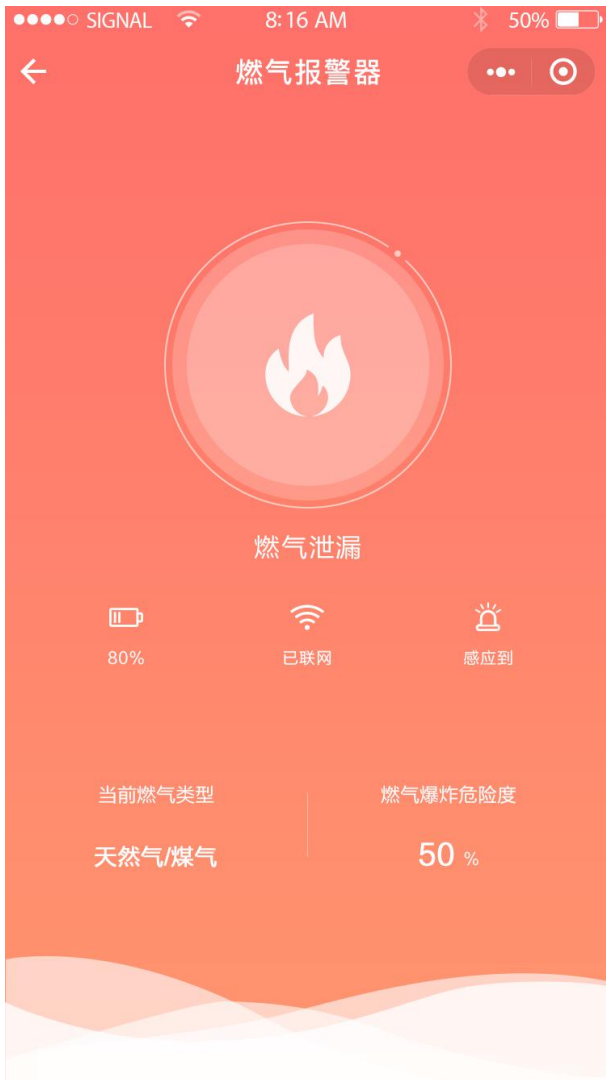 SIGNAL 8:16 AM 50%
燃气报警器
燃气泄漏
80% 已联网 感应到
当前燃气类型 燃气爆炸危险度
天然气/煤气 50 %